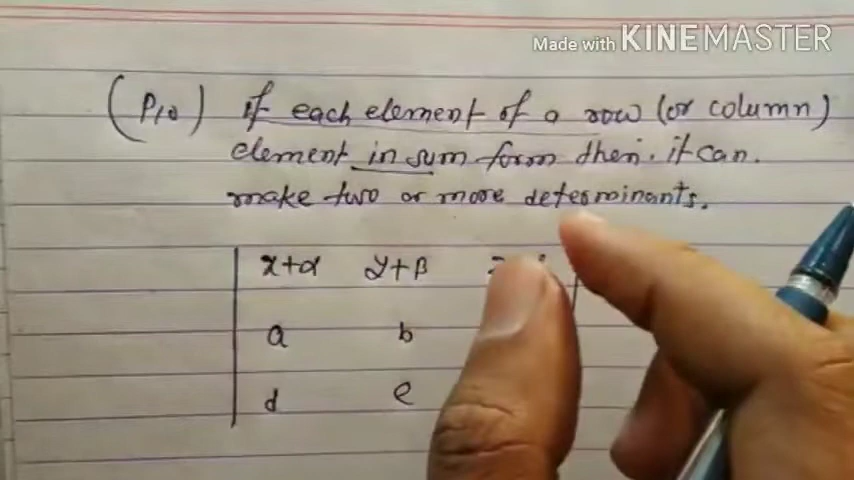 Made with KINEMASTER
(P10) If each element of a row (or column)
element in sum form then. it can.
make two or more determinants.
x+α y+β
a b
d e